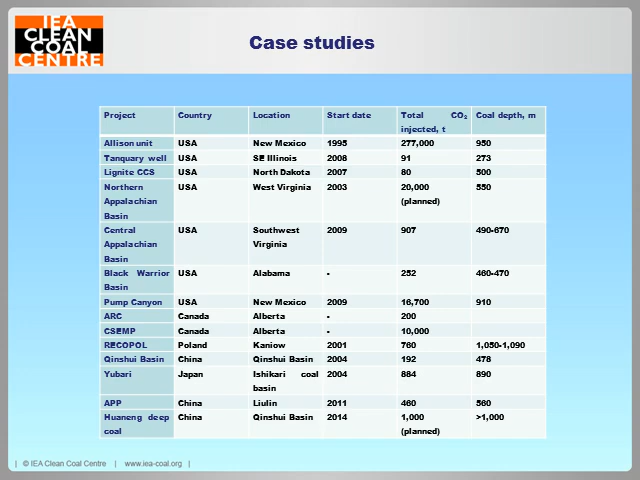 IEA
CLEAN
COAL
CENTRE
Case studies
Project Country Location Start date Total CO₂ injected, t Coal depth, m
Allison unit USA New Mexico 1995 277,000 950
Tanquary well USA SE Illinois 2008 91 273
Lignite CCS USA North Dakota 2007 80 500
Northern Appalachian Basin USA West Virginia 2003 20,000 (planned) 550
Central Appalachian Basin USA Southwest Virginia 2009 907 490-670
Black Warrior Basin USA Alabama - 252 460-470
Pump Canyon USA New Mexico 2009 16,700 910
ARC Canada Alberta - 200
CSEMP Canada Alberta - 10,000
RECOPOL Poland Kaniow 2001 760 1,050-1,090
Qinshui Basin China Qinshui Basin 2004 192 478
Yubari Japan Ishikari coal basin 2004 884 890
APP China Liulin 2011 460 560
Huaneng deep coal China Qinshui Basin 2014 1,000 (planned) >1,000
| © IEA Clean Coal Centre | www.iea-coal.org |